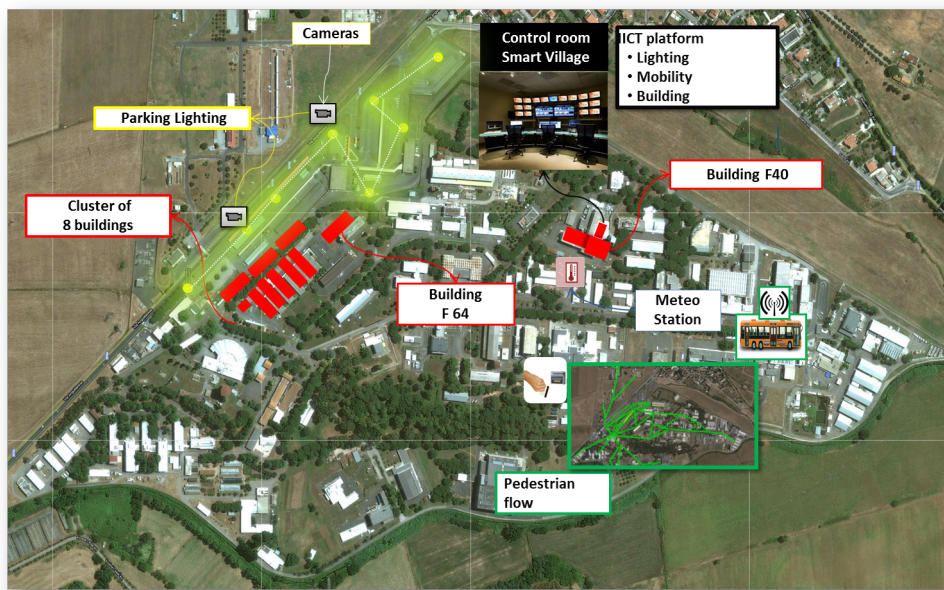 Cameras
Control room
Smart Village
IICT platform
• Lighting
• Mobility
• Building
Parking Lighting
Building F40
Cluster of
8 buildings
Building
F 64
Meteo
Station
Pedestrian
flow